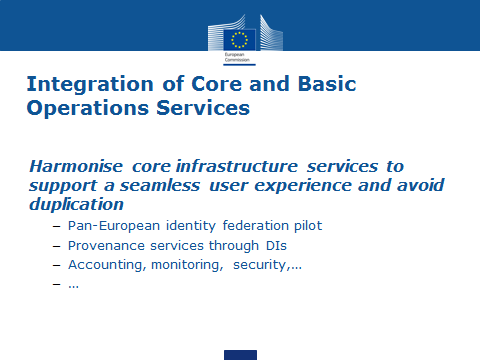 European
Commission
Integration of Core and Basic
Operations Services
Harmonise core infrastructure services to
support a seamless user experience and avoid
duplication
– Pan-European identity federation pilot
– Provenance services through DIs
– Accounting, monitoring, security,...
– ...